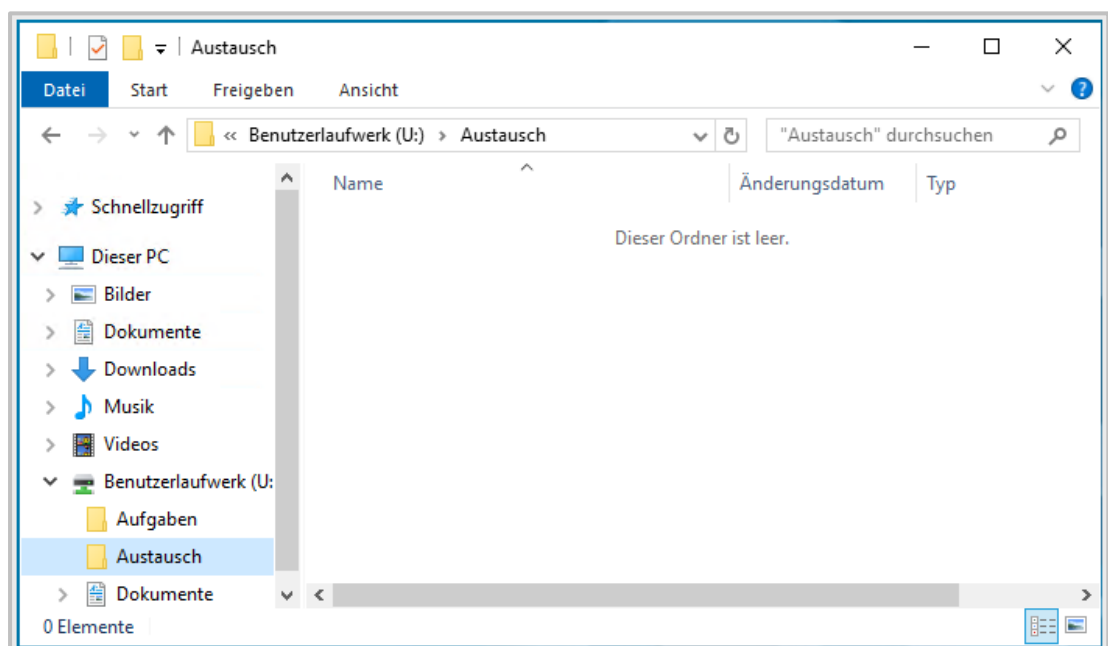 Austausch
Datei Start Freigeben Ansicht
« Benutzerlaufwerk (U:) > Austausch "Austausch" durchsuchen
Name Änderungsdatum Typ
Dieser Ordner ist leer.
Schnellzugriff
Dieser PC
Bilder
Dokumente
Downloads
Musik
Videos
Benutzerlaufwerk (U:
Aufgaben
Austausch
Dokumente
0 Elemente